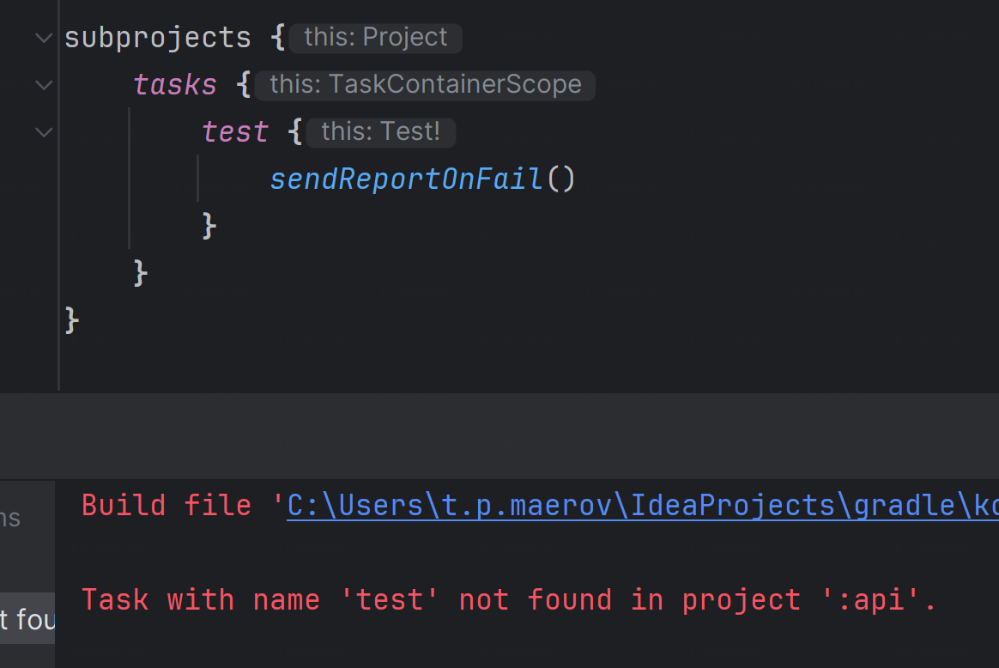 subprojects { this: Project
tasks { this: TaskContainerScope
test { this: Test!
sendReportOnFail()
}
}
}
Build file 'C:\Users\t.p.maerov\IdeaProjects\gradle\ko
ns
Task with name 'test' not found in project ':api'.
t fou